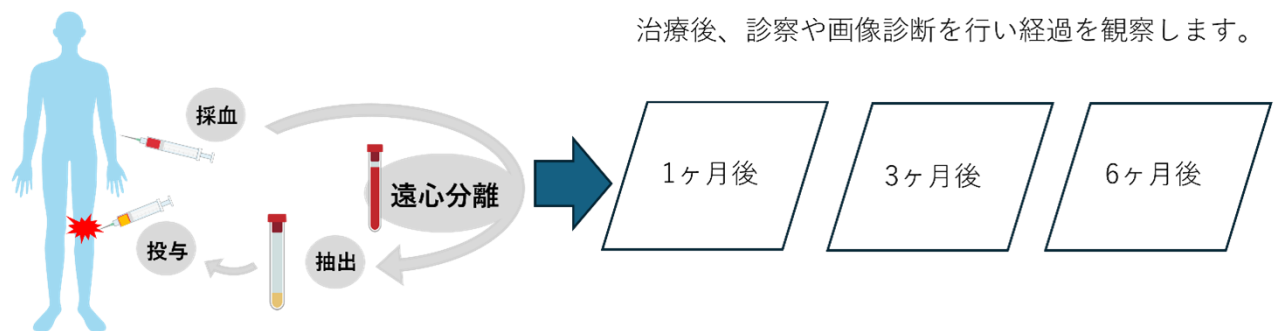 治療後、診察や画像診断を行い経過を観察します。
採血
遠心分離
抽出
投与
1ヶ月後
3ヶ月後
6ヶ月後